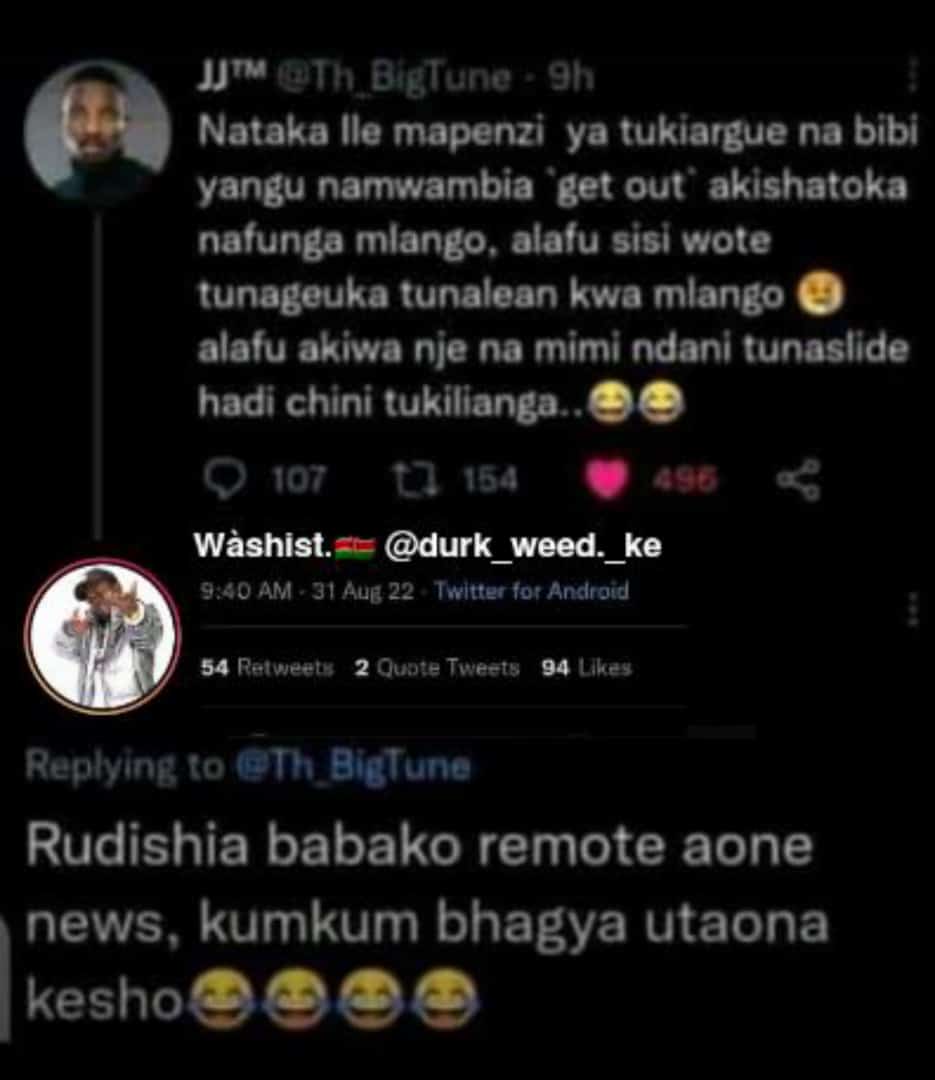 JJ™ @Th_BigTune · 9h
Nataka Ile mapenzi ya tukiargue na bibi
yangu namwambia `get out` akishatoka
nafunga mlango, alafu sisi wote
tunageuka tunalean kwa mlango 🤒
alafu akiwa nje na mimi ndani tunaslide
hadi chini tukilianga..😂😂
107 154 496
Wàshist.🇰🇪 @durk_weed._ke
9:40 AM · 31 Aug 22 · Twitter for Android
54 Retweets 2 Quote Tweets 94 Likes
Replying to @Th_BigTune
Rudishia babako remote aone
news, kumkum bhagya utaona
kesho😂😂😂😂